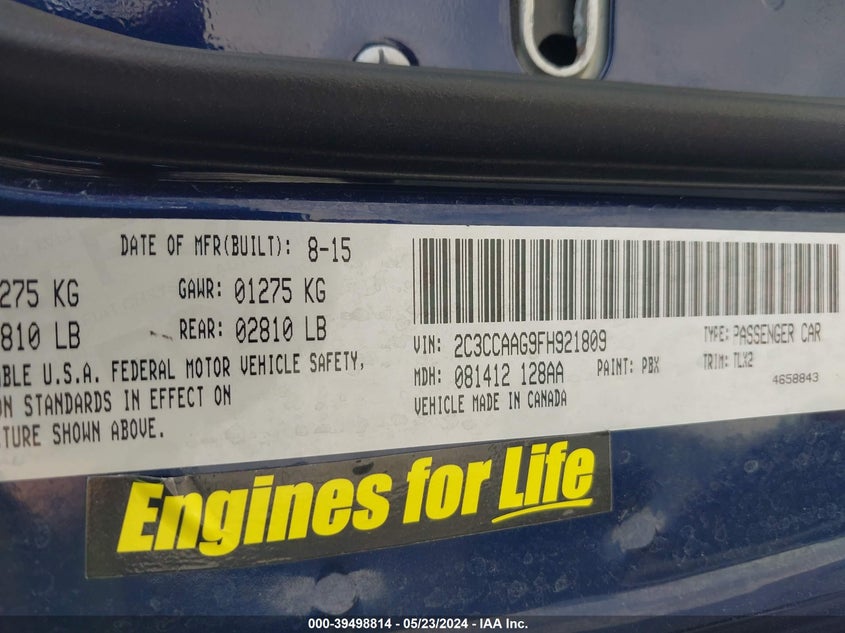 DATE OF MFR(BUILT): 8-15
275 KG GAWR: 01275 KG
810 LB REAR: 02810 LB
BLE U.S.A. FEDERAL MOTOR VEHICLE SAFETY,
ON STANDARDS IN EFFECT ON
TURE SHOWN ABOVE.
VIN: 2C3CCAAG9FH921809 TYPE: PASSENGER CAR
MDH: 081412 128AA PAINT: PBX TRIM: TLX2
VEHICLE MADE IN CANADA 4658843
Engines for Life
000-39498814 / 05/23/2024 / IAA Inc.